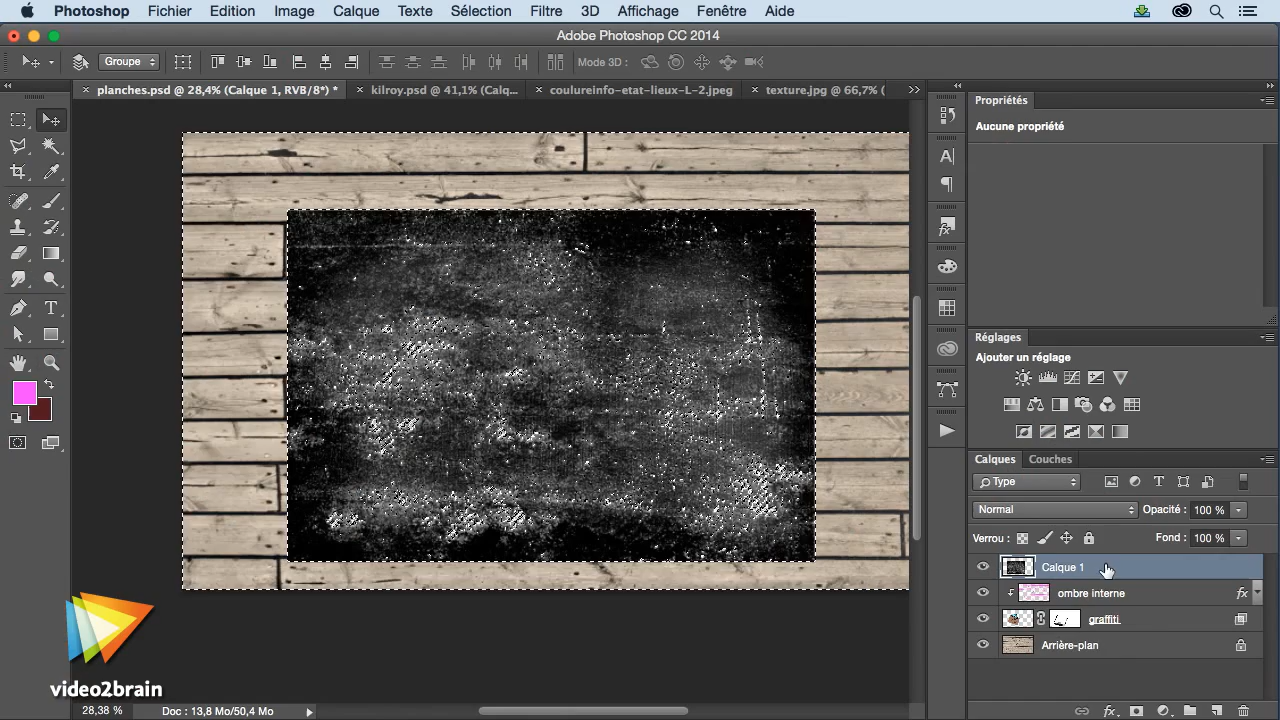 Photoshop Fichier Edition Image Calque Texte Sélection Filtre 3D Affichage Fenêtre Aide
Adobe Photoshop CC 2014
Groupe Mode 3D :
planches.psd @ 28,4% (Calque 1, RVB/8*) * kilroy.psd @ 41,1% (Calq... coulureinfo-etat-lieux-L-2.jpeg texture.jpg @ 66,7% (
Propriétés
Aucune propriété
Réglages
Ajouter un réglage
Calques Couches
Type
Normal Opacité : 100 %
Verrou : Fond : 100 %
Calque 1
ombre interne fx
graffiti
Arrière-plan
video2brain
28,38 % Doc : 13,8 Mo/50,4 Mo